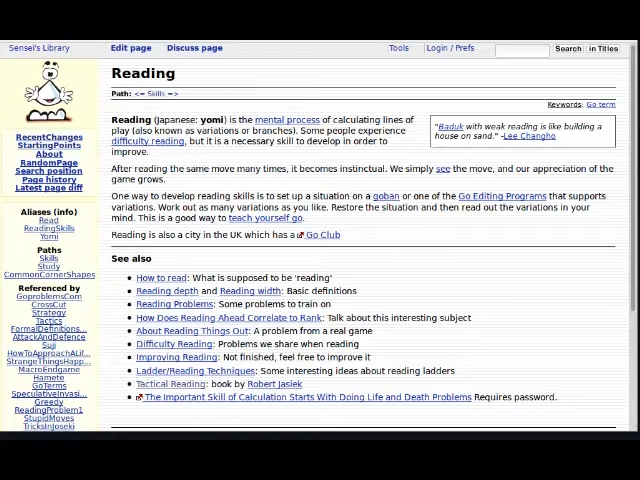 Sensei's Library
Edit page
Discuss page
Tools
Login / Prefs
Search
in Titles
RecentChanges
StartingPoints
About
RandomPage
Search position
Page history
Latest page diff
Aliases (info)
Read
ReadingSkills
Yomi
Paths
Skills
Study
CommonCornerShapes
Referenced by
GoproblemsCom
CrossCut
Strategy
Tactics
FormalDefinitions...
AttackAndDefence
Suji
HowToApproachALif...
StrangeThingsHapp...
MacroEndgame
Hamete
GoTerms
SpeculativeInvasi...
Greedy
ReadingProblem1
StupidMoves
TricksInJoseki
Reading
Path: <= Skills =>
Keywords: Go term
Reading (Japanese: yomi) is the mental process of calculating lines of
play (also known as variations or branches). Some people experience
difficulty reading, but it is a necessary skill to develop in order to
improve.
"Baduk with weak reading is like building a
house on sand." -Lee Changho
After reading the same move many times, it becomes instinctual. We simply see the move, and our appreciation of the
game grows.
One way to develop reading skills is to set up a situation on a goban or one of the Go Editing Programs that supports
variations. Work out as many variations as you like. Restore the situation and then read out the variations in your
mind. This is a good way to teach yourself go.
Reading is also a city in the UK which has a Go Club
See also
• How to read: What is supposed to be 'reading'
• Reading depth and Reading width: Basic definitions
• Reading Problems: Some problems to train on
• How Does Reading Ahead Correlate to Rank: Talk about this interesting subject
• About Reading Things Out: A problem from a real game
• Difficulty Reading: Problems we share when reading
• Improving Reading: Not finished, feel free to improve it
• Ladder/Reading Techniques: Some interesting ideas about reading ladders
• Tactical Reading: book by Robert Jasiek
• The Important Skill of Calculation Starts With Doing Life and Death Problems Requires password.